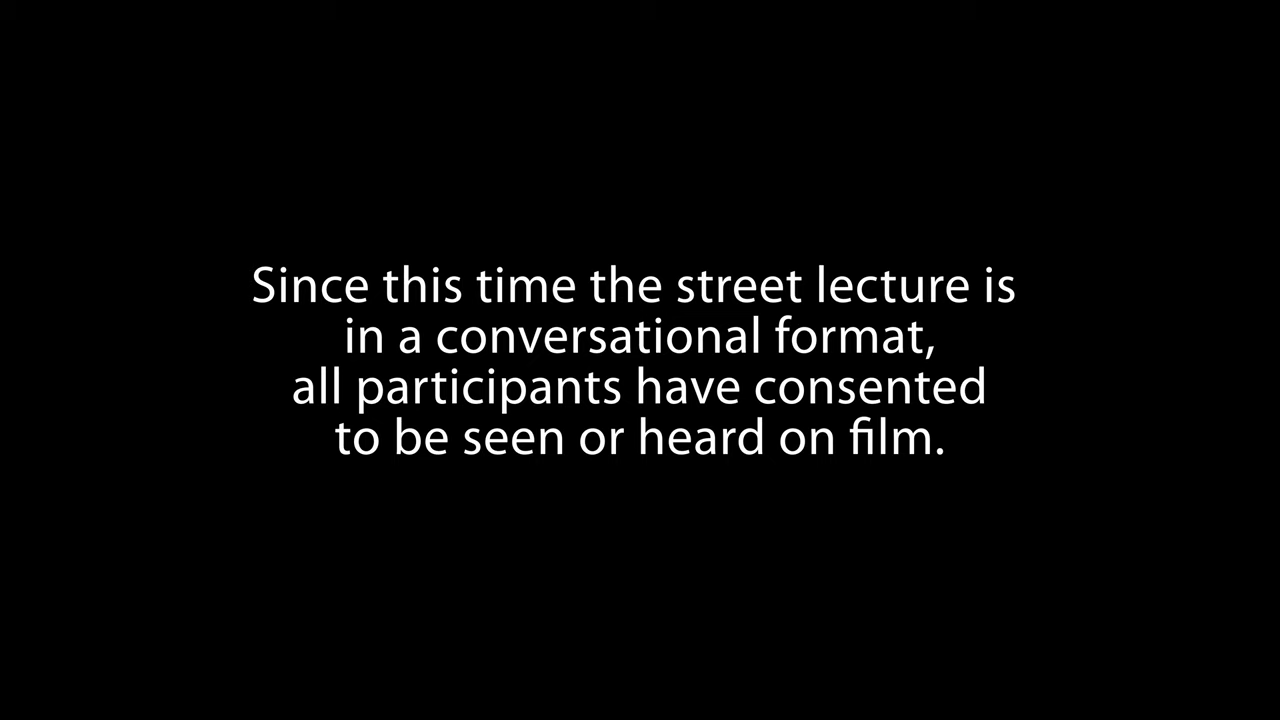 Since this time the street lecture is
in a conversational format,
all participants have consented
to be seen or heard on film.